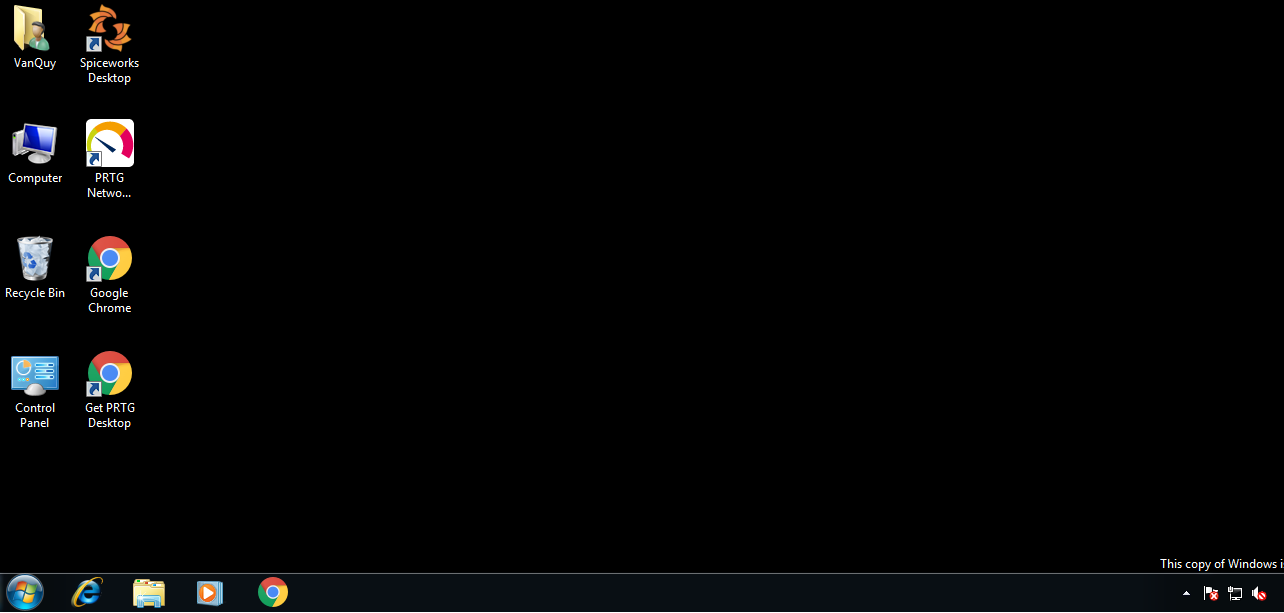 VanQuy
Spiceworks
Desktop
Computer
PRTG
Netwo...
Recycle Bin
Google
Chrome
Control
Panel
Get PRTG
Desktop
This copy of Windows i